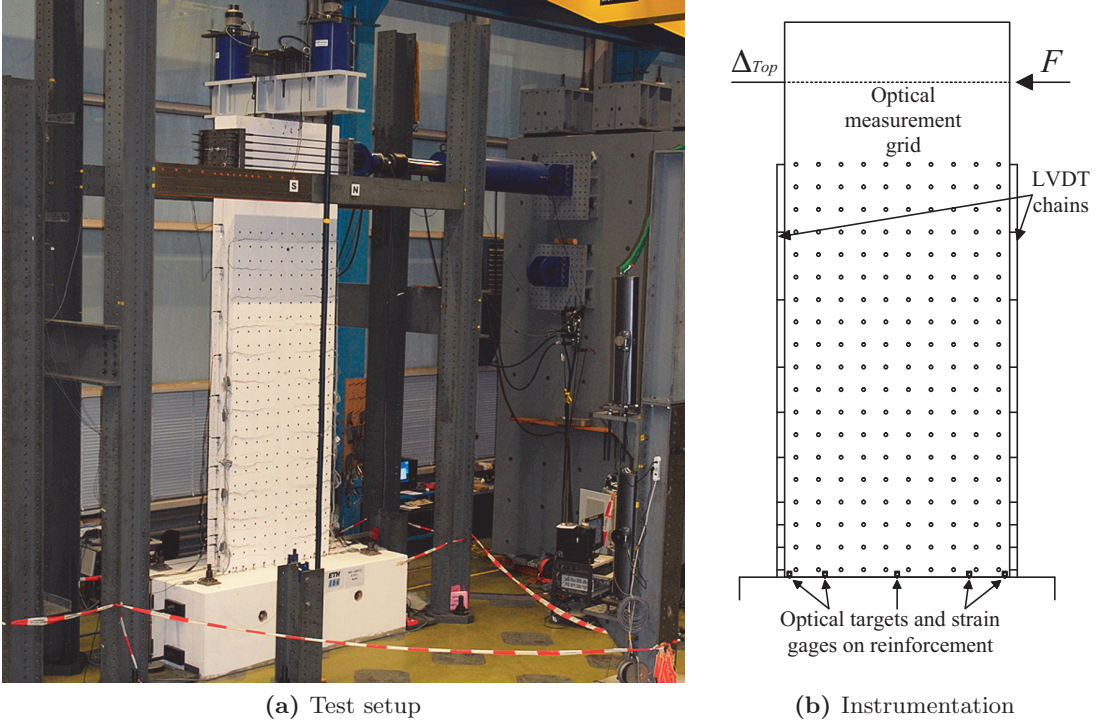 S
N
ETH
Δ_Top
F
Optical
measurement
grid
LVDT
chains
Optical targets and strain
gages on reinforcement
(a) Test setup
(b) Instrumentation